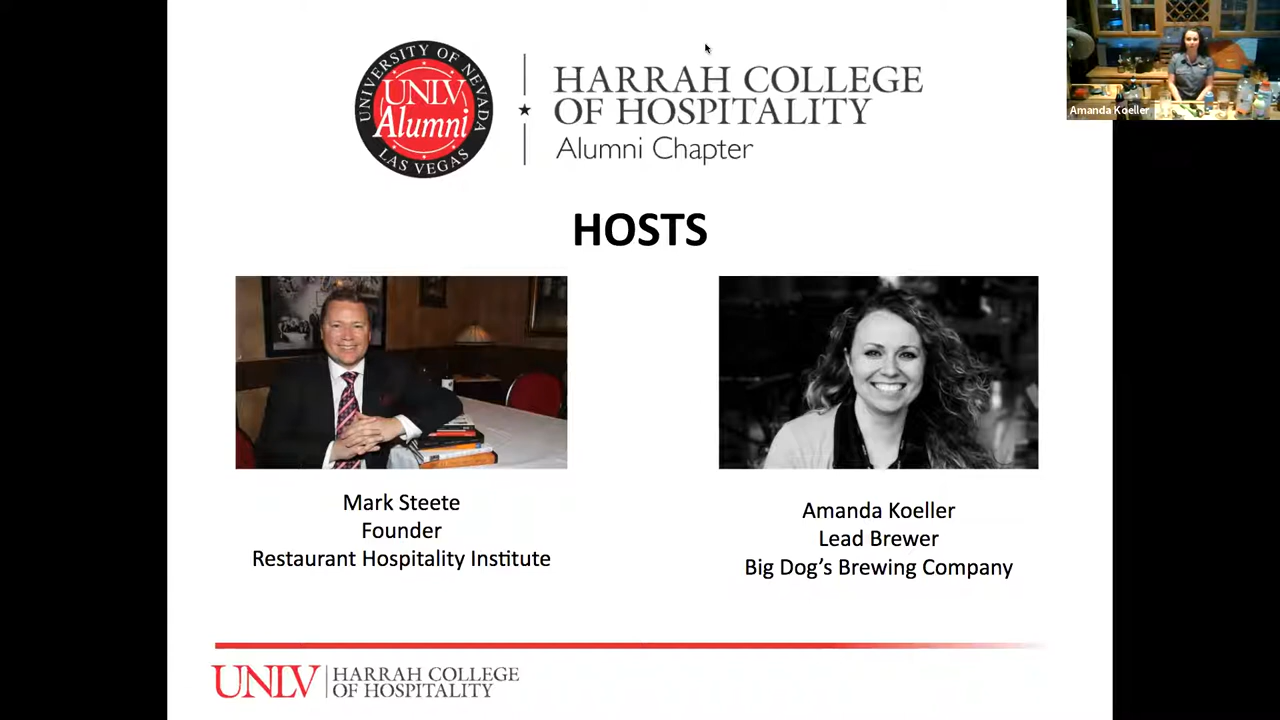 UNIVERSITY OF NEVADA
UNLV
Alumni
LAS VEGAS
HARRAH COLLEGE
OF HOSPITALITY
Alumni Chapter
Amanda Koeller
HOSTS
Mark Steete
Founder
Restaurant Hospitality Institute
Amanda Koeller
Lead Brewer
Big Dog's Brewing Company
UNLV
HARRAH COLLEGE
OF HOSPITALITY